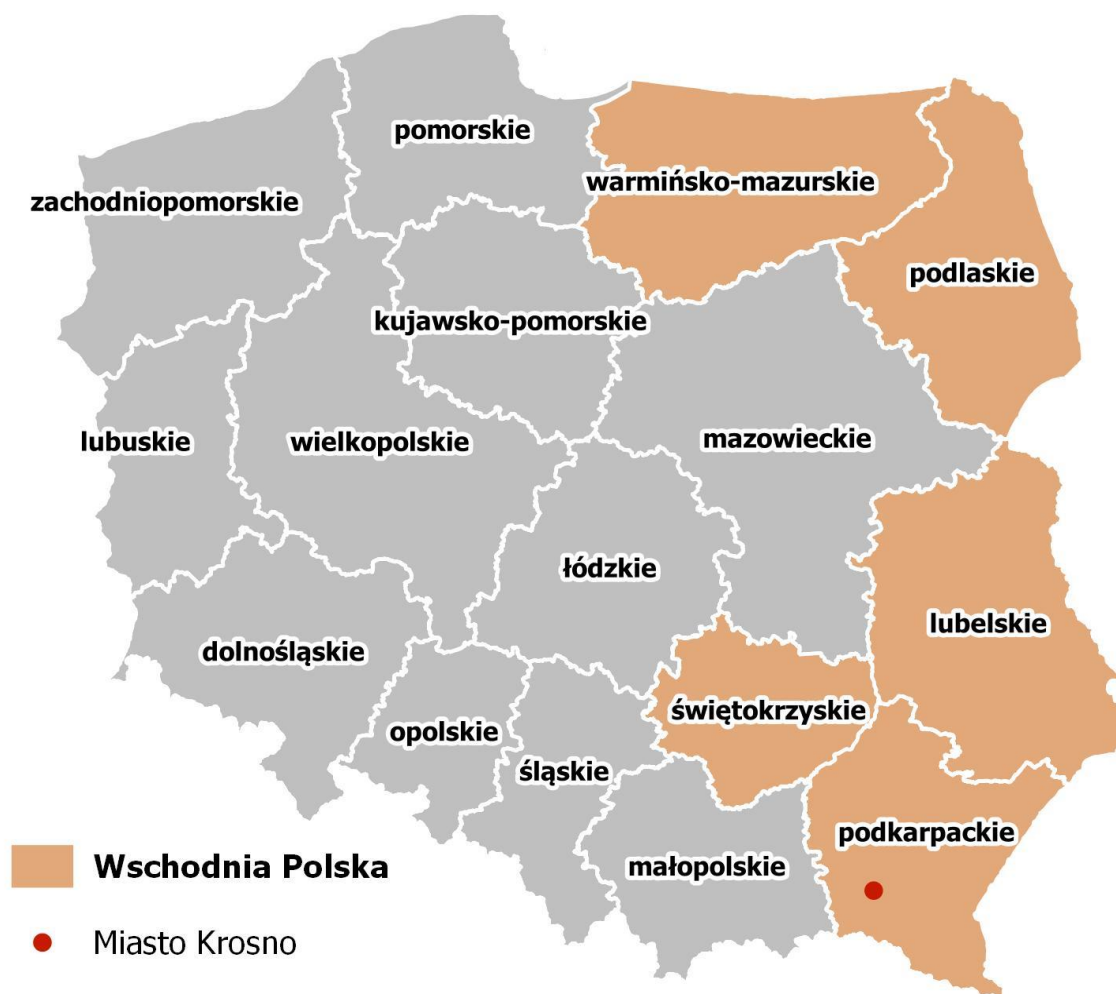 pomorskie
warmińsko-mazurskie
zachodniopomorskie
podlaskie
kujawsko-pomorskie
lubuskie
wielkopolskie
mazowieckie
łódzkie
lubelskie
dolnośląskie
świętokrzyskie
opolskie
śląskie
podkarpackie
małopolskie
Wschodnia Polska
Miasto Krosno